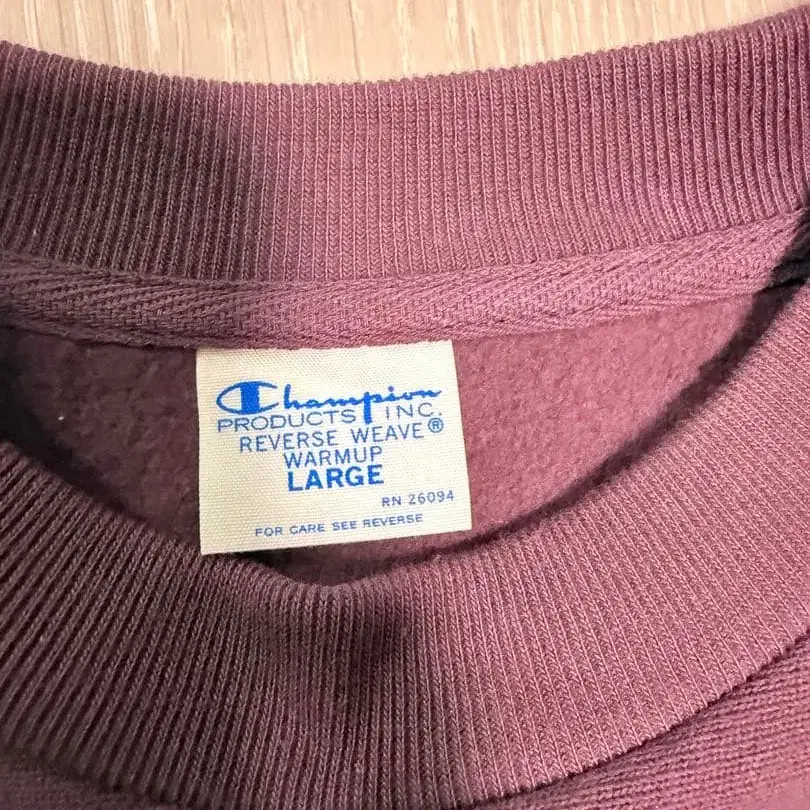 Champion
PRODUCTS INC.
REVERSE WEAVE®
WARMUP
LARGE
RN 26094
FOR CARE SEE REVERSE